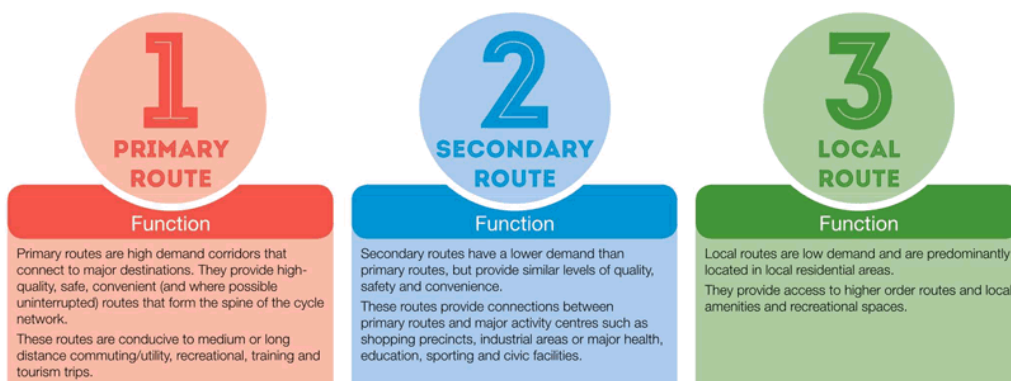 1
PRIMARY
ROUTE
Function
Primary routes are high demand corridors that
connect to major destinations. They provide high-
quality, safe, convenient (and where possible
uninterrupted) routes that form the spine of the cycle
network.
These routes are conducive to medium or long
distance commuting/utility, recreational, training and
tourism trips.
2
SECONDARY
ROUTE
Function
Secondary routes have a lower demand than
primary routes, but provide similar levels of quality,
safety and convenience.
These routes provide connections between
primary routes and major activity centres such as
shopping precincts, industrial areas or major health,
education, sporting and civic facilities.
3
LOCAL
ROUTE
Function
Local routes are low demand and are predominantly
located in local residential areas.
They provide access to higher order routes and local
amenities and recreational spaces.